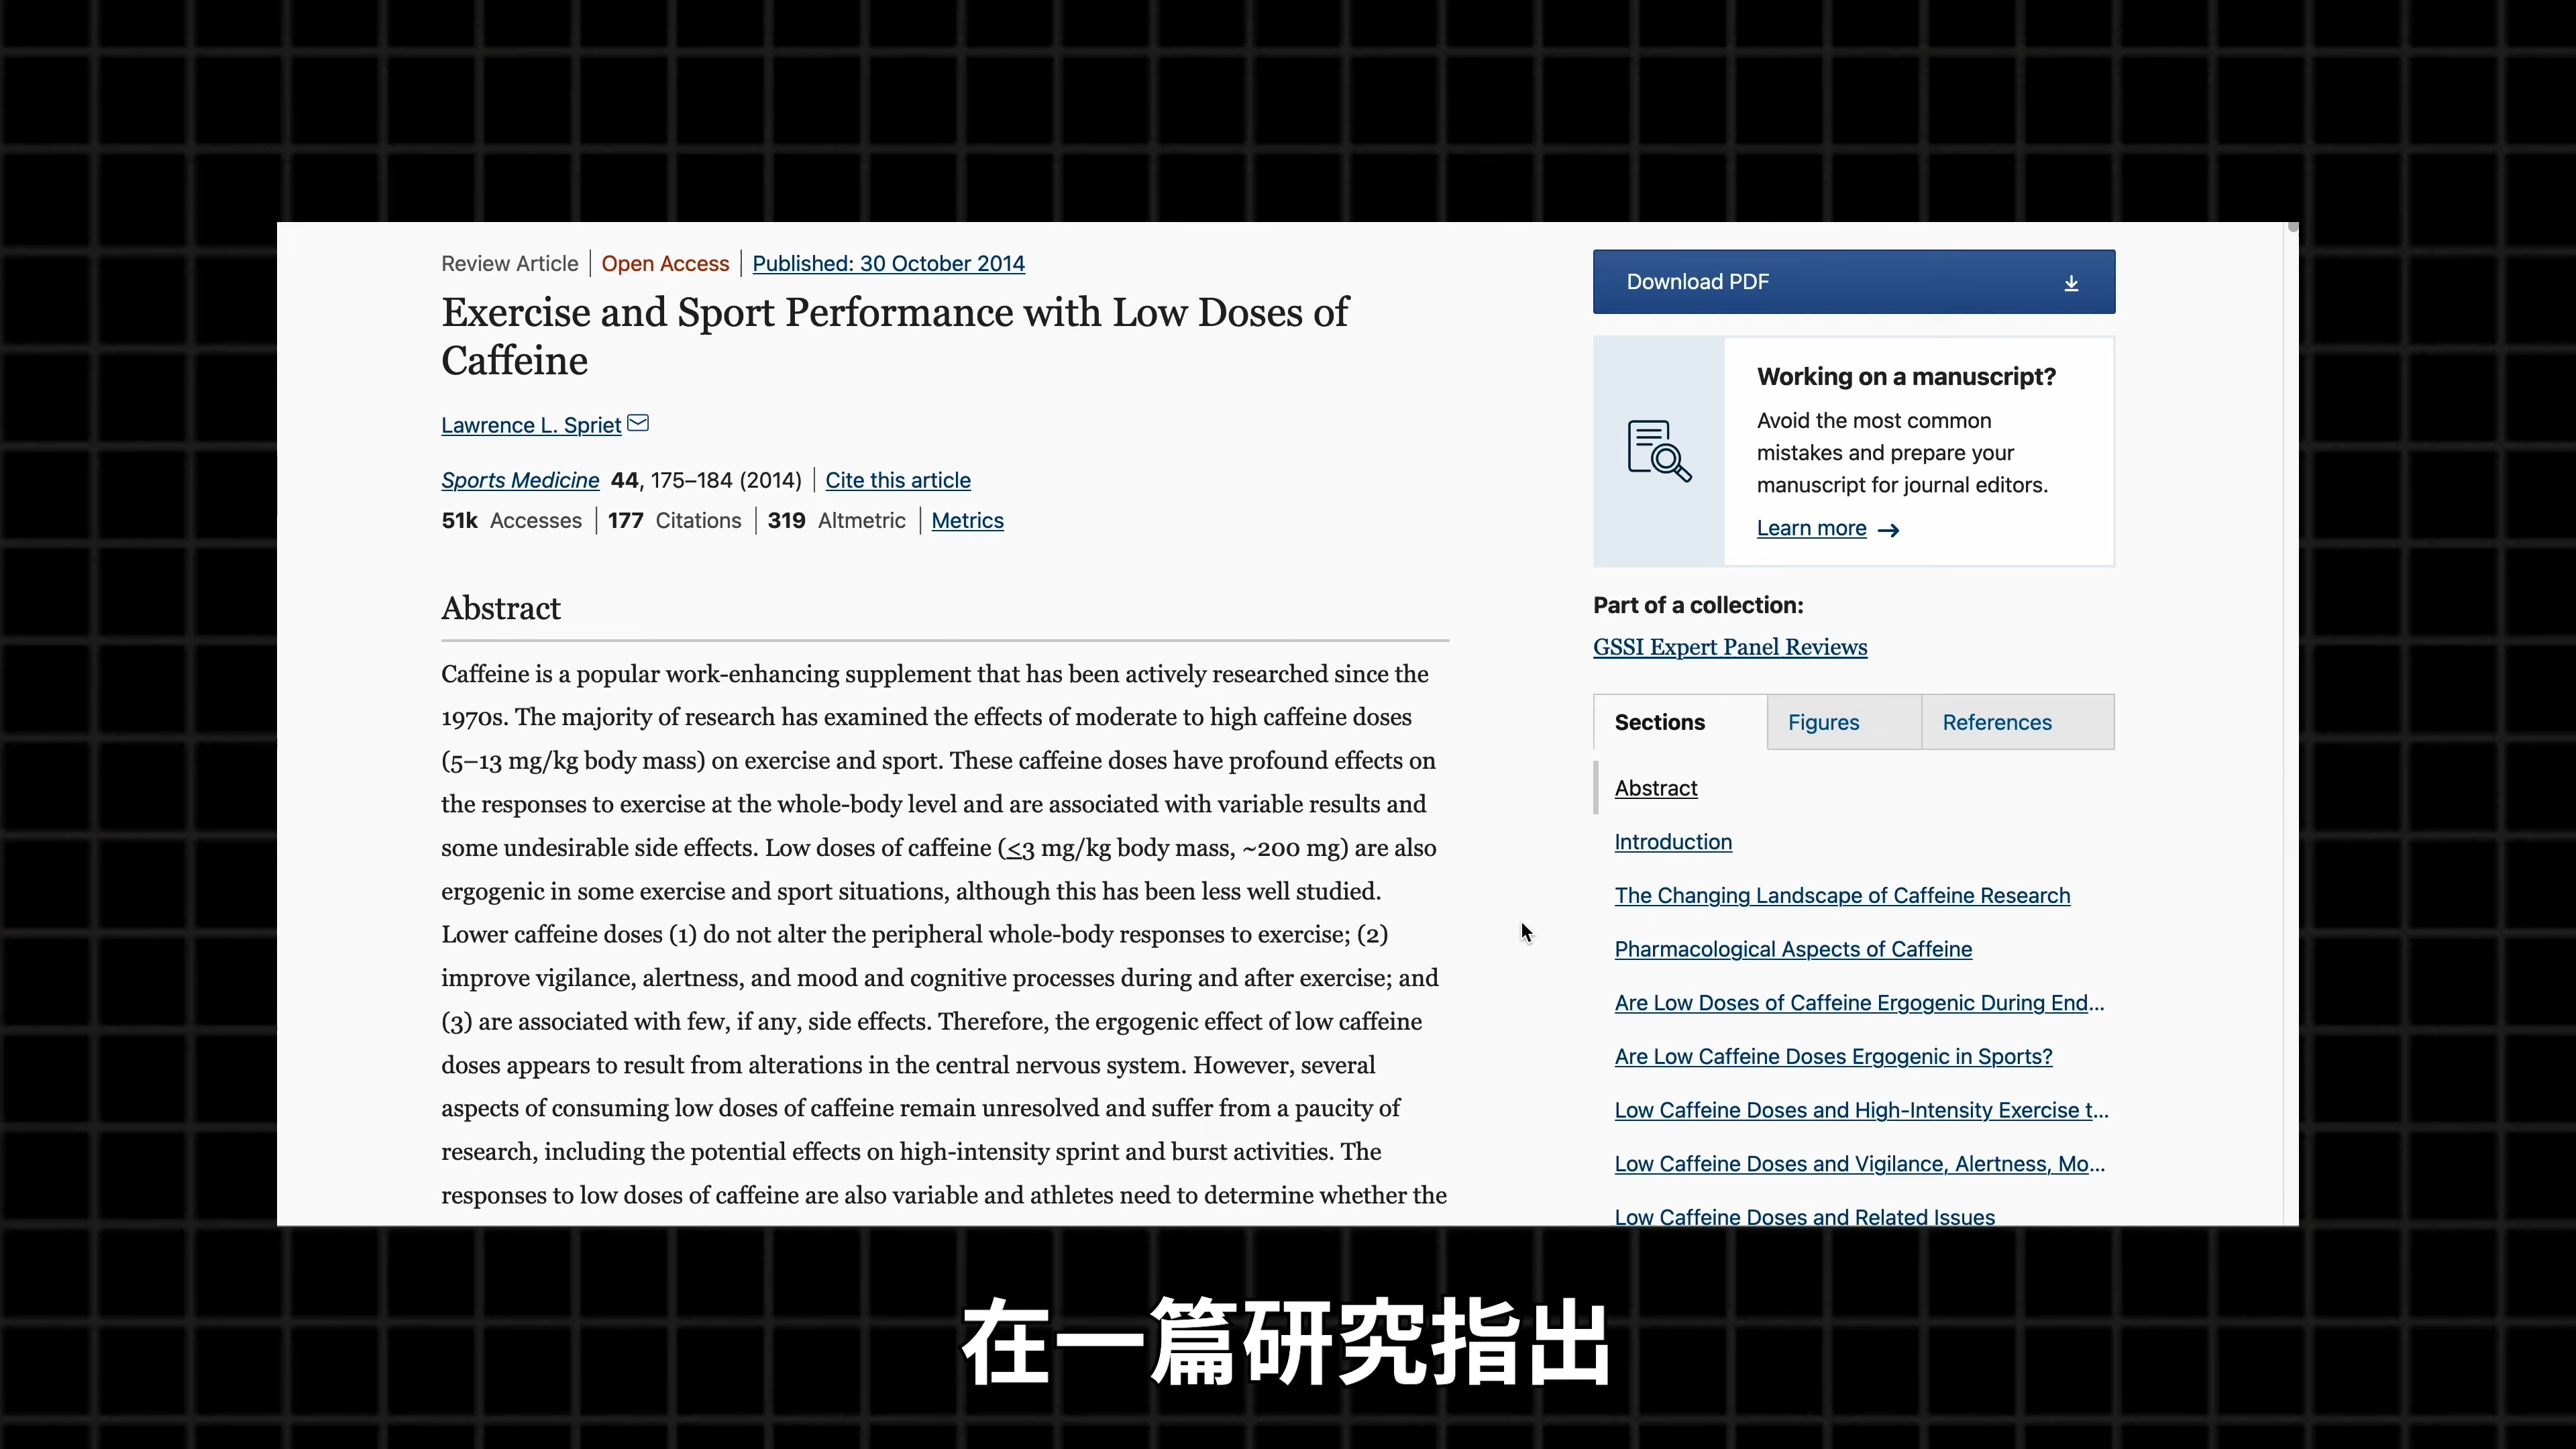 Review Article | Open Access | Published: 30 October 2014
Exercise and Sport Performance with Low Doses of
Caffeine
Lawrence L. Spriet
Sports Medicine 44, 175–184 (2014) | Cite this article
51k Accesses | 177 Citations | 319 Altmetric | Metrics
Abstract
Caffeine is a popular work-enhancing supplement that has been actively researched since the
1970s. The majority of research has examined the effects of moderate to high caffeine doses
(5–13 mg/kg body mass) on exercise and sport. These caffeine doses have profound effects on
the responses to exercise at the whole-body level and are associated with variable results and
some undesirable side effects. Low doses of caffeine (<3 mg/kg body mass, ~200 mg) are also
ergogenic in some exercise and sport situations, although this has been less well studied.
Lower caffeine doses (1) do not alter the peripheral whole-body responses to exercise; (2)
improve vigilance, alertness, and mood and cognitive processes during and after exercise; and
(3) are associated with few, if any, side effects. Therefore, the ergogenic effect of low caffeine
doses appears to result from alterations in the central nervous system. However, several
aspects of consuming low doses of caffeine remain unresolved and suffer from a paucity of
research, including the potential effects on high-intensity sprint and burst activities. The
responses to low doses of caffeine are also variable and athletes need to determine whether the
Download PDF
Working on a manuscript?
Avoid the most common
mistakes and prepare your
manuscript for journal editors.
Learn more →
Part of a collection:
GSSI Expert Panel Reviews
Sections Figures References
Abstract
Introduction
The Changing Landscape of Caffeine Research
Pharmacological Aspects of Caffeine
Are Low Doses of Caffeine Ergogenic During End...
Are Low Caffeine Doses Ergogenic in Sports?
Low Caffeine Doses and High-Intensity Exercise t...
Low Caffeine Doses and Vigilance, Alertness, Mo...
Low Caffeine Doses and Related Issues
在一篇研究指出